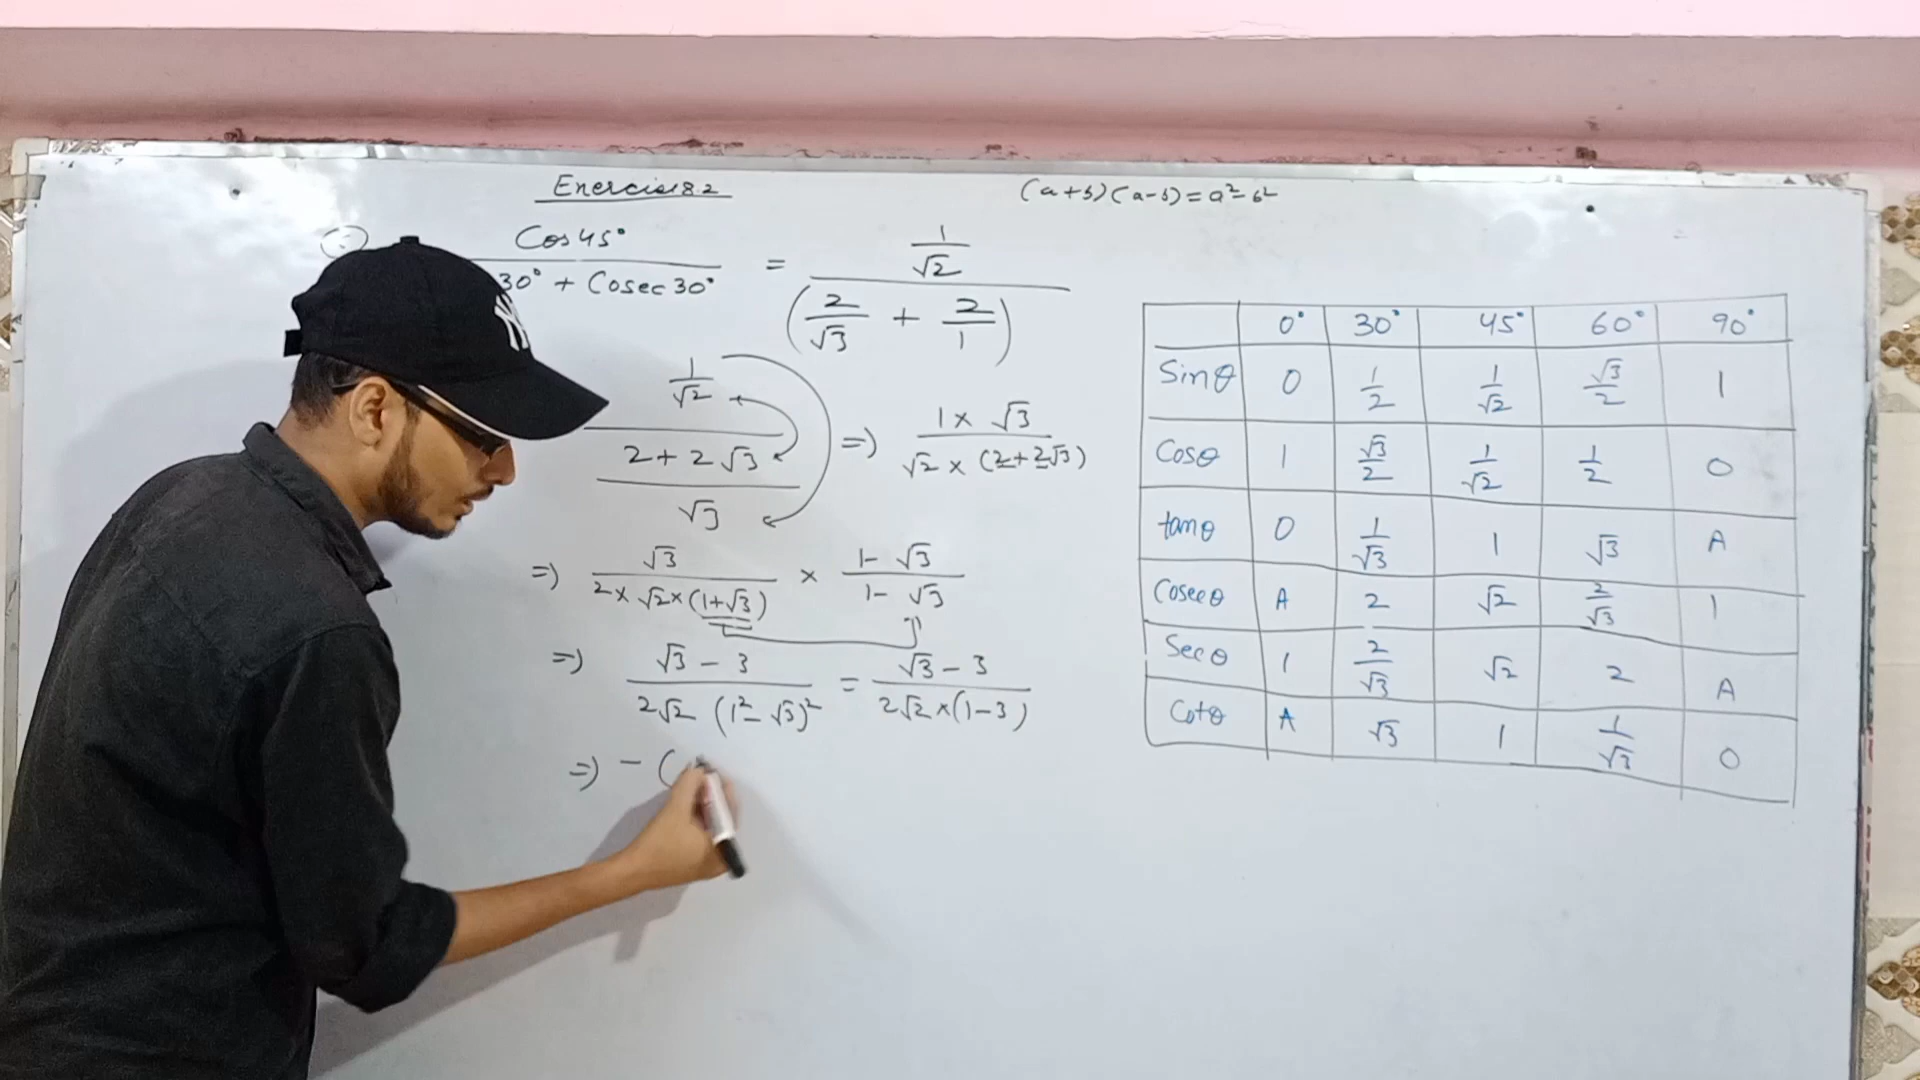 Exercise 8.2
(a+b)(a-b) = a²-b²
Cos45° / 30° + Cosec30° = (1/√2) / (2/√3 + 2/1)
(1/√2) / ((2+2√3)/√3) => 1×√3 / √2×(2+2√3)
=> √3 / 2×√2×(1+√3) × 1-√3 / 1-√3
=> √3-3 / 2√2 (1²-√3)² = √3-3 / 2√2×(1-3)
=> - (
0° 30° 45° 60° 90°
Sinθ 0 1/2 1/√2 √3/2 1
Cosθ 1 √3/2 1/√2 1/2 0
tanθ 0 1/√3 1 √3 A
Cosecθ A 2 √2 2/√3 1
Secθ 1 2/√3 √2 2 A
Cotθ A √3 1 1/√3 0